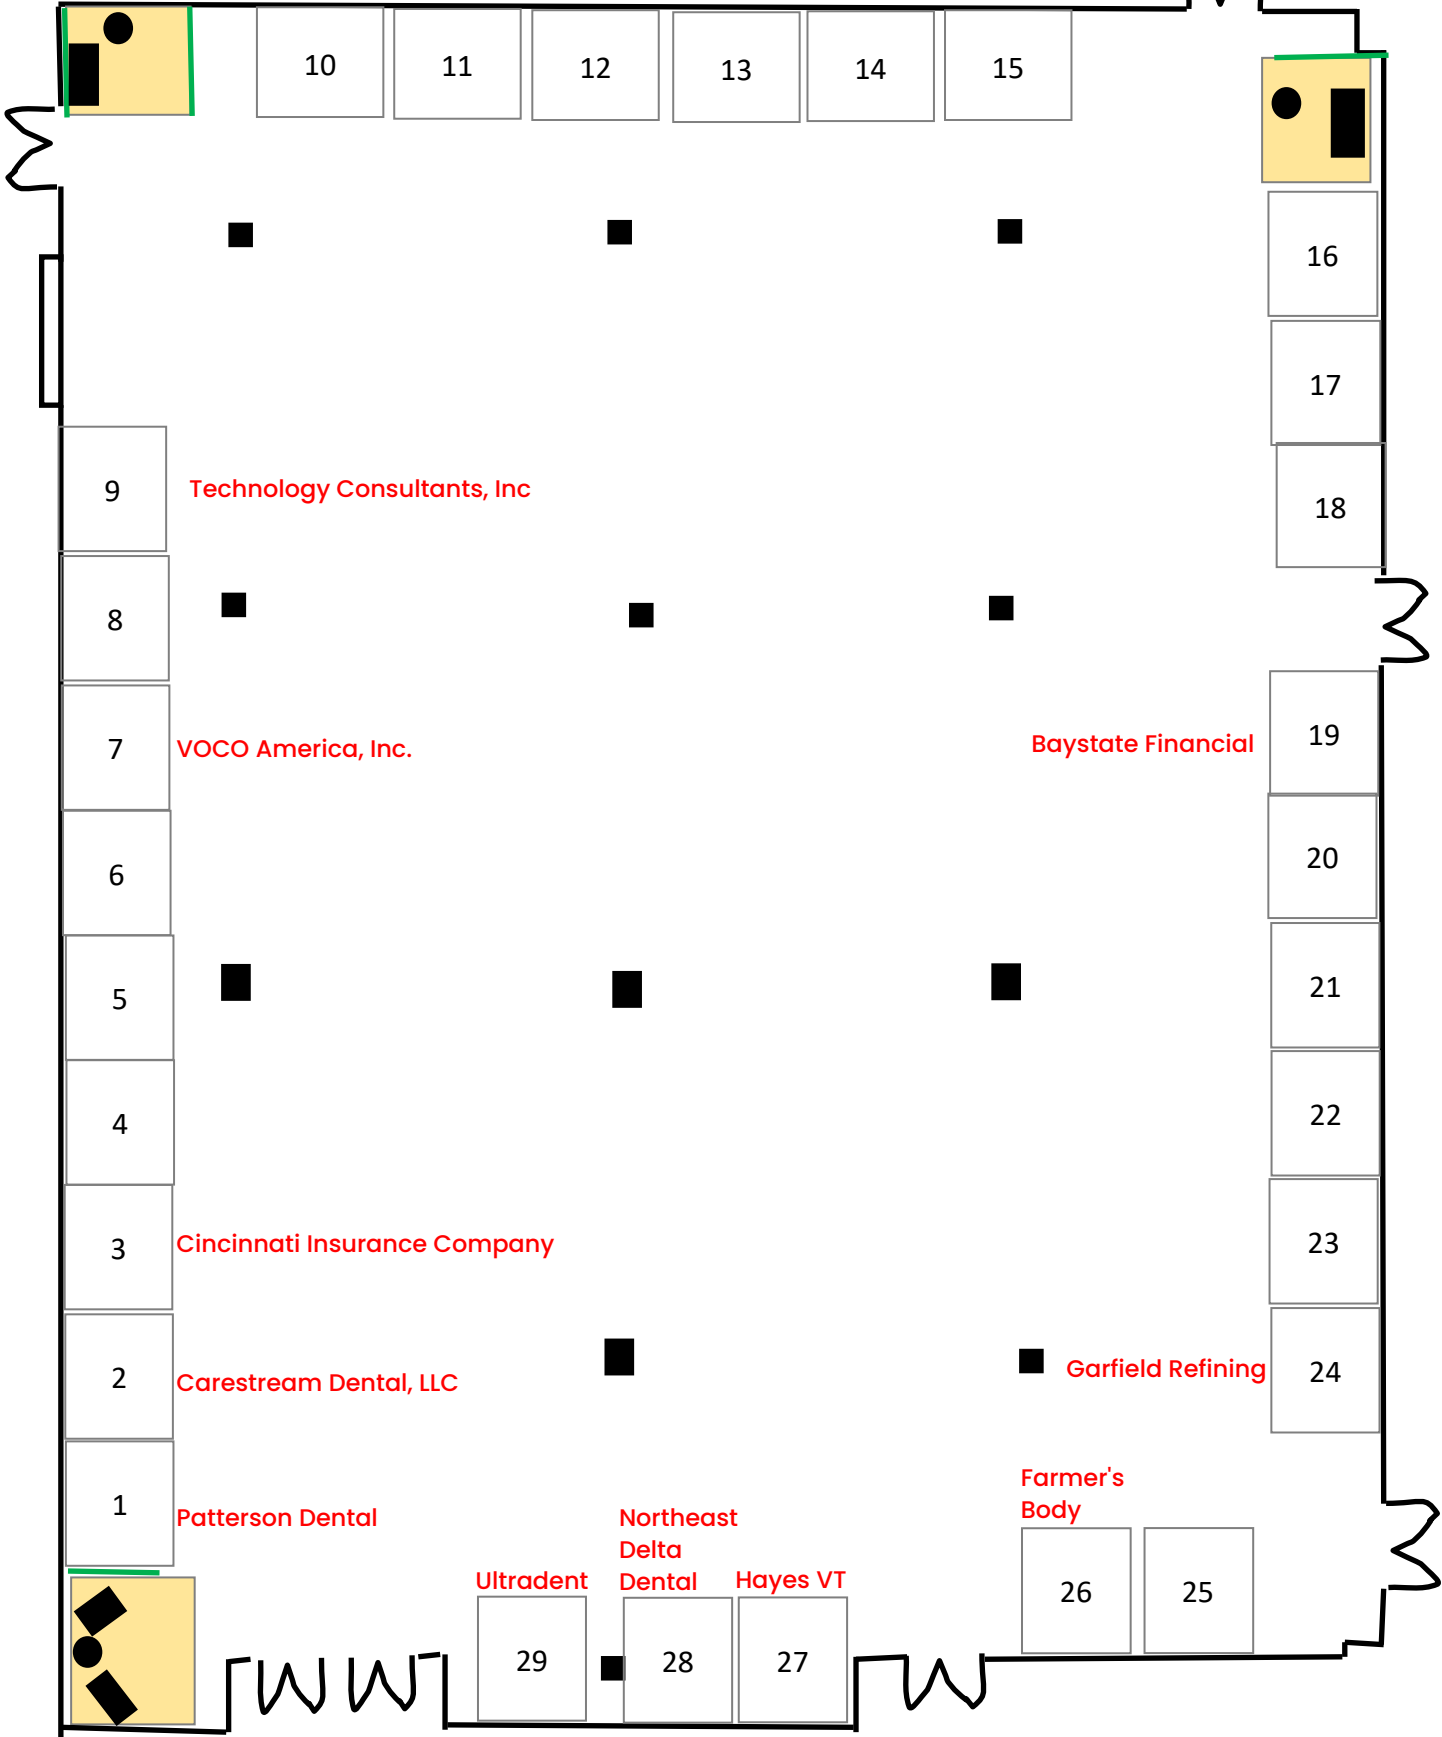 10
11
12
13
14
15
16
17
18
9
Technology Consultants, Inc
8
7
VOCO America, Inc.
Baystate Financial
19
6
20
5
21
4
22
3
Cincinnati Insurance Company
23
2
Carestream Dental, LLC
Garfield Refining
24
1
Patterson Dental
Farmer's
Body
Northeast
Delta
Dental
Ultradent
Hayes VT
26
25
29
28
27